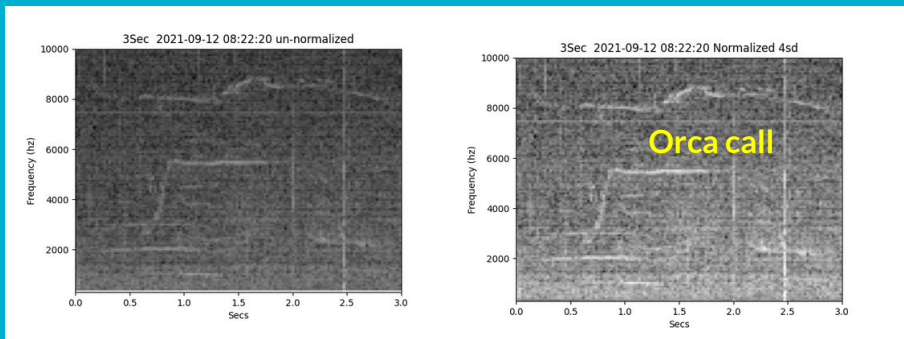 3Sec 2021-09-12 08:22:20 un-normalized
10000
8000
6000
4000
2000
Frequency (hz)
0.0 0.5 1.0 1.5 2.0 2.5 3.0
Secs
3Sec 2021-09-12 08:22:20 Normalized 4sd
10000
8000
6000
4000
2000
Frequency (hz)
Orca call
0.0 0.5 1.0 1.5 2.0 2.5 3.0
Secs